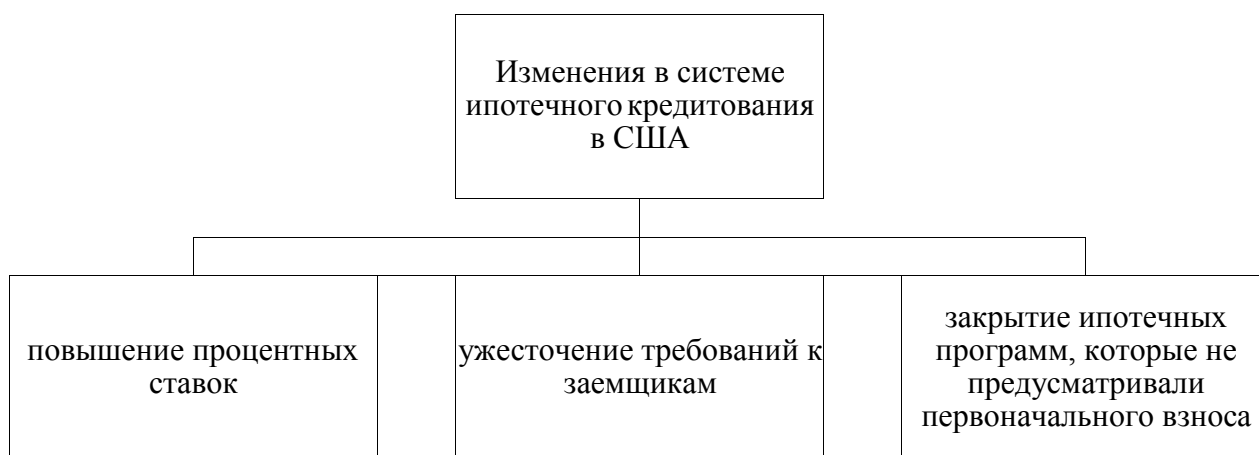 Изменения в системе
ипотечного кредитования
в США
повышение процентных
ставок
ужесточение требований к
заемщикам
закрытие ипотечных
программ, которые не
предусматривали
первоначального взноса